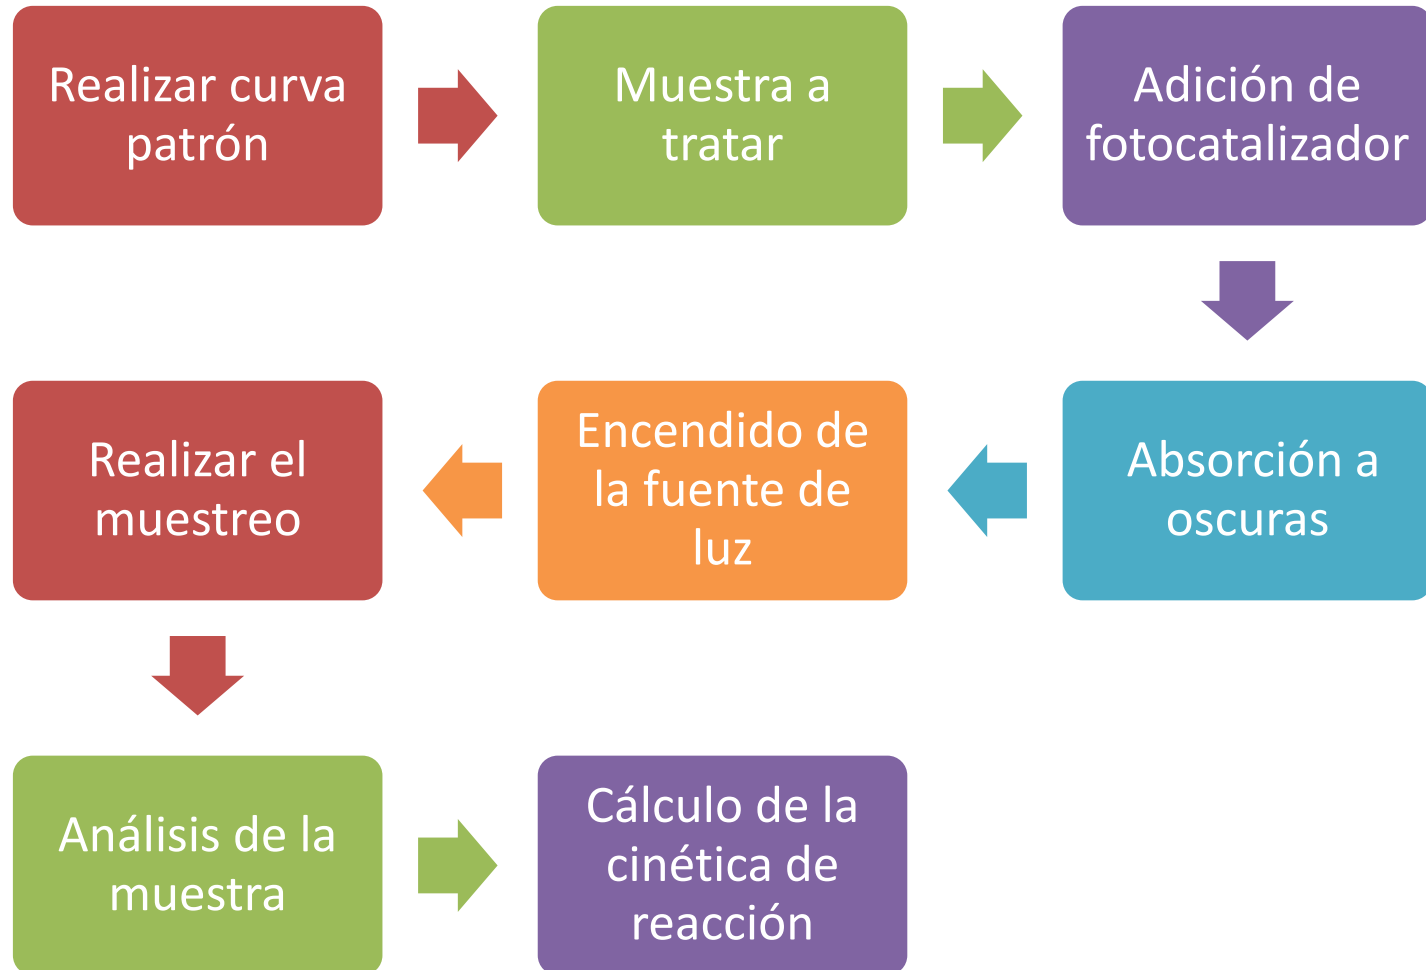 Realizar curva
patrón
Muestra a
tratar
Adición de
fotocatalizador
Absorción a
oscuras
Encendido de
la fuente de
luz
Realizar el
muestreo
Análisis de la
muestra
Cálculo de la
cinética de
reacción